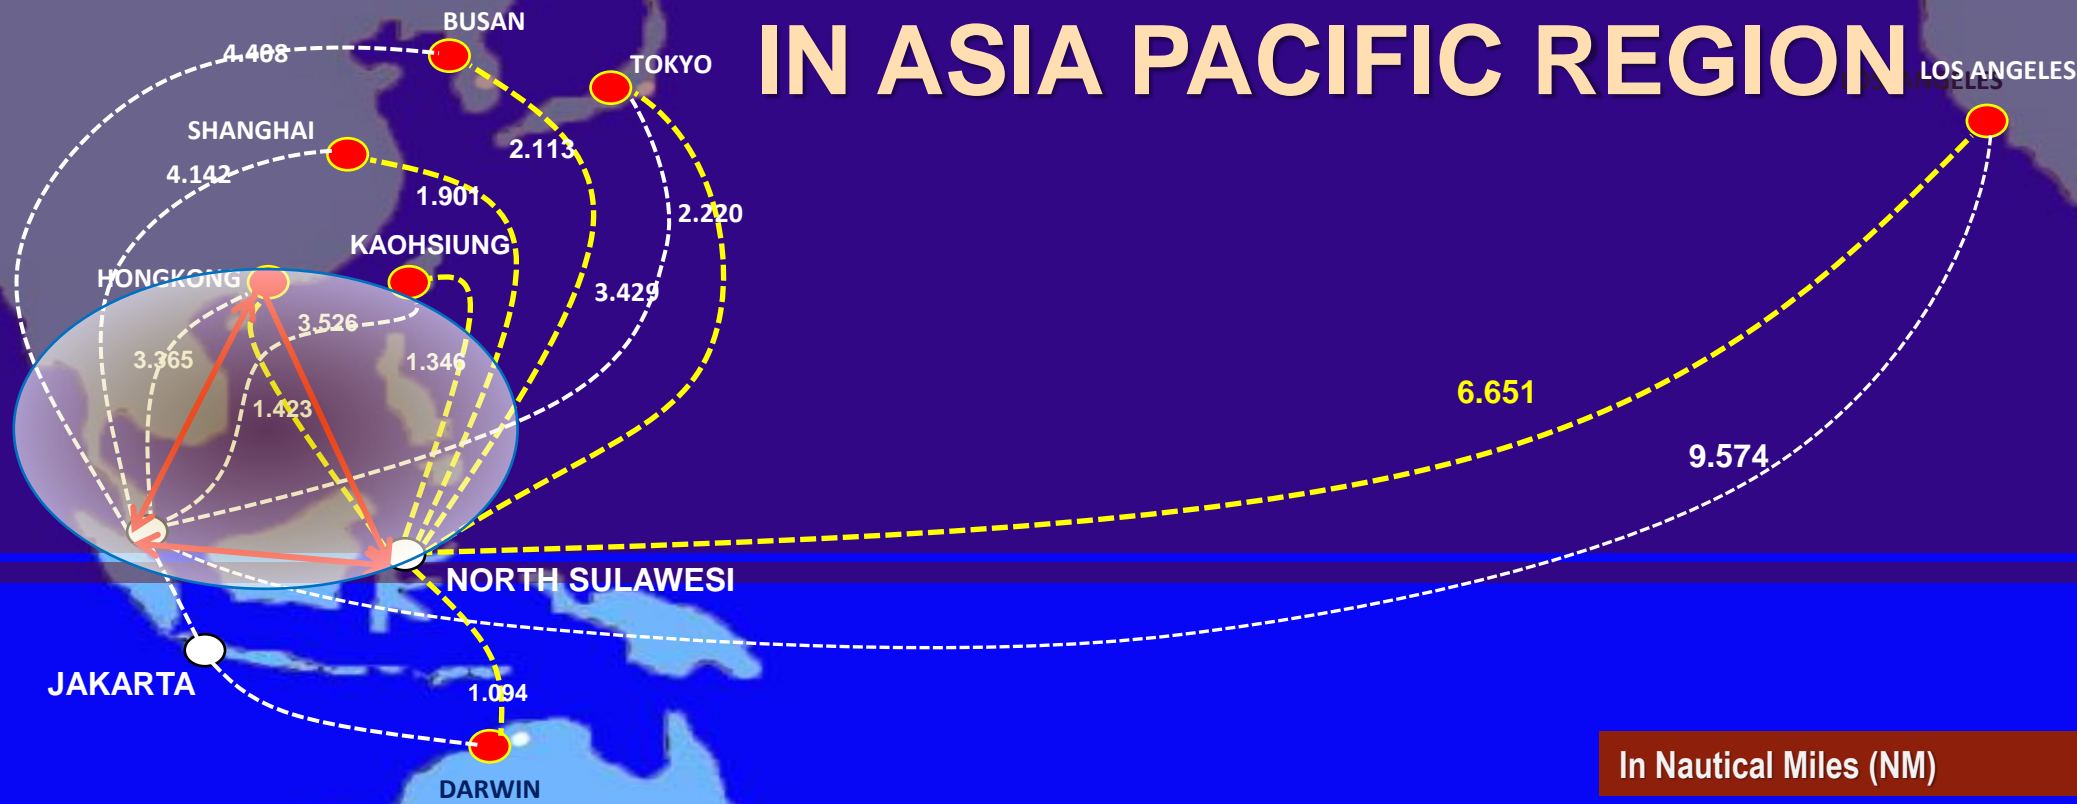 IN ASIA PACIFIC REGION
BUSAN
4.408
TOKYO
LOS ANGELES
LOS ANGELES
SHANGHAI
2.113
4.142
1.901
2.220
KAOHSIUNG
HONGKONG
3.429
3.526
3.365
1.346
6.651
1.423
9.574
NORTH SULAWESI
JAKARTA
1.094
In Nautical Miles (NM)
DARWIN